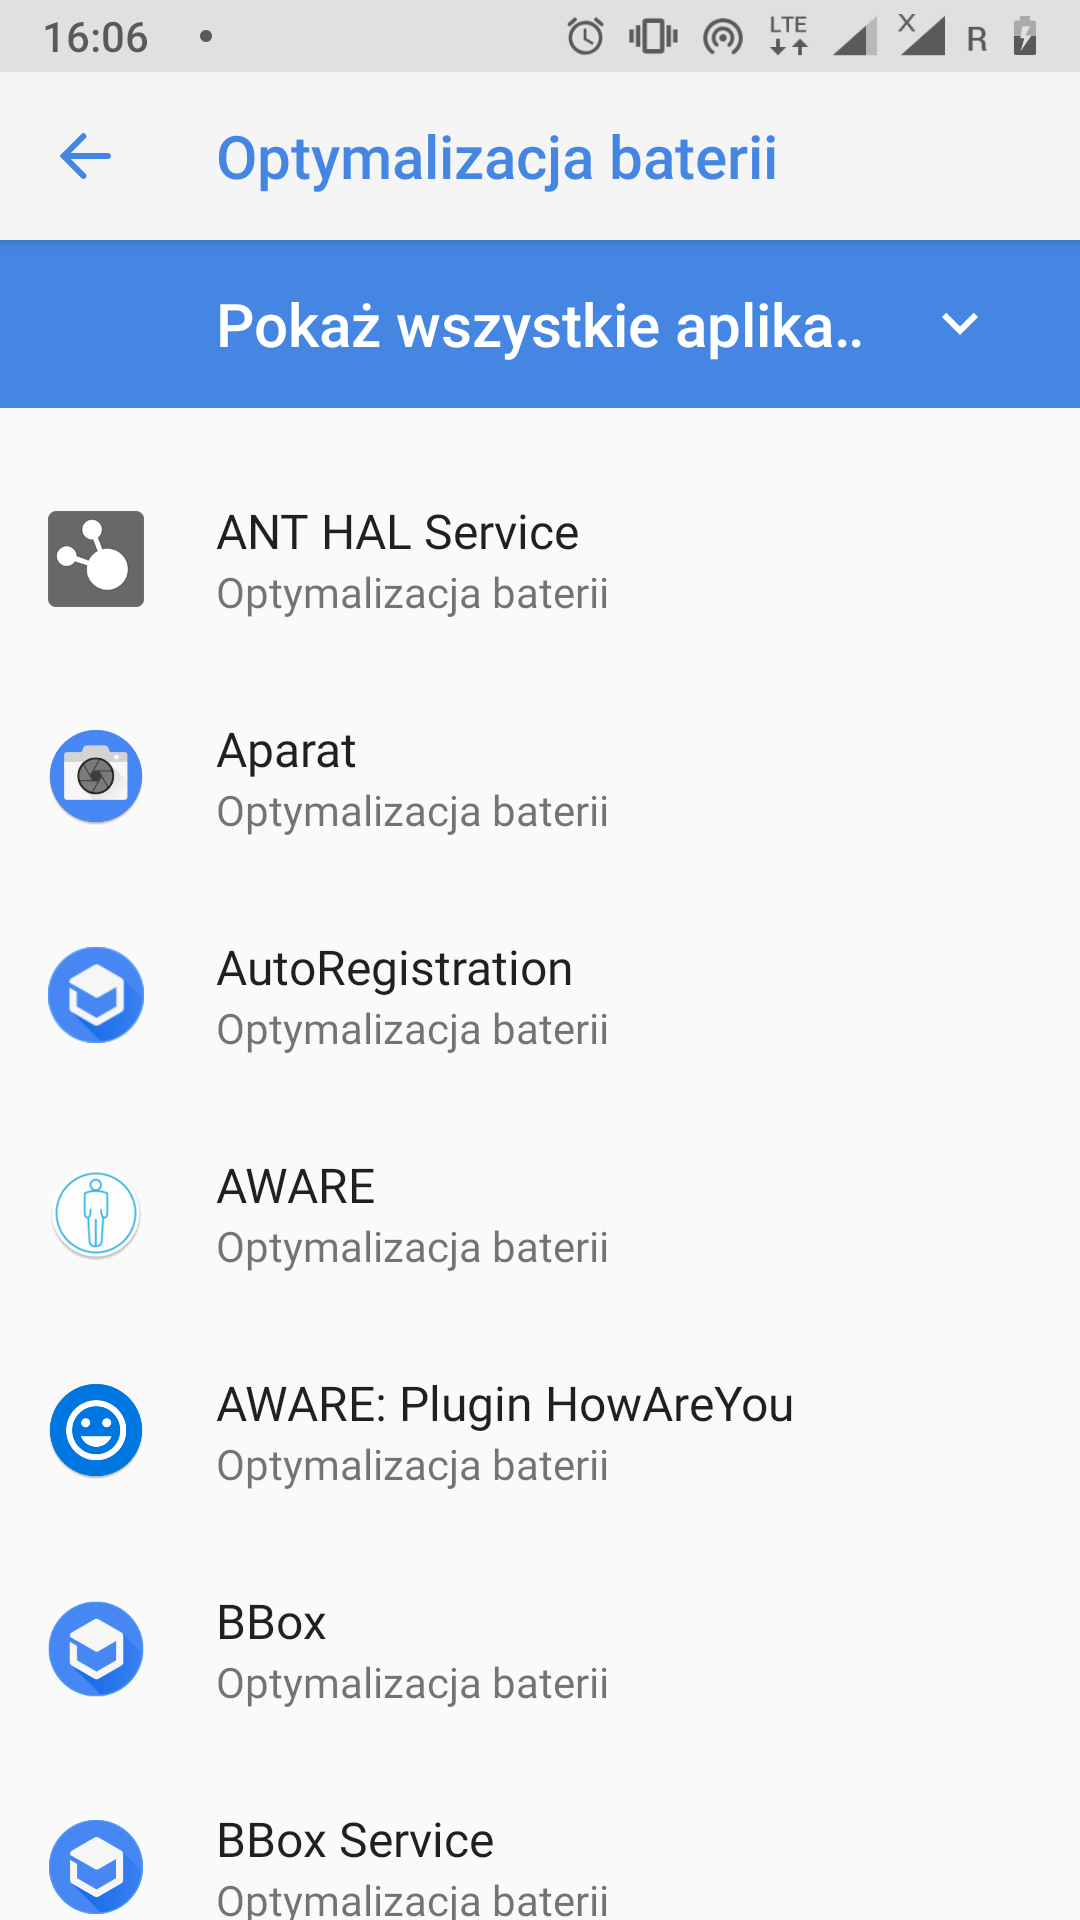 16:06
LTE
X
R
Optymalizacja baterii
Pokaż wszystkie aplika..
ANT HAL Service
Optymalizacja baterii
Aparat
Optymalizacja baterii
AutoRegistration
Optymalizacja baterii
AWARE
Optymalizacja baterii
AWARE: Plugin HowAreYou
Optymalizacja baterii
BBox
Optymalizacja baterii
BBox Service
Optymalizacja baterii